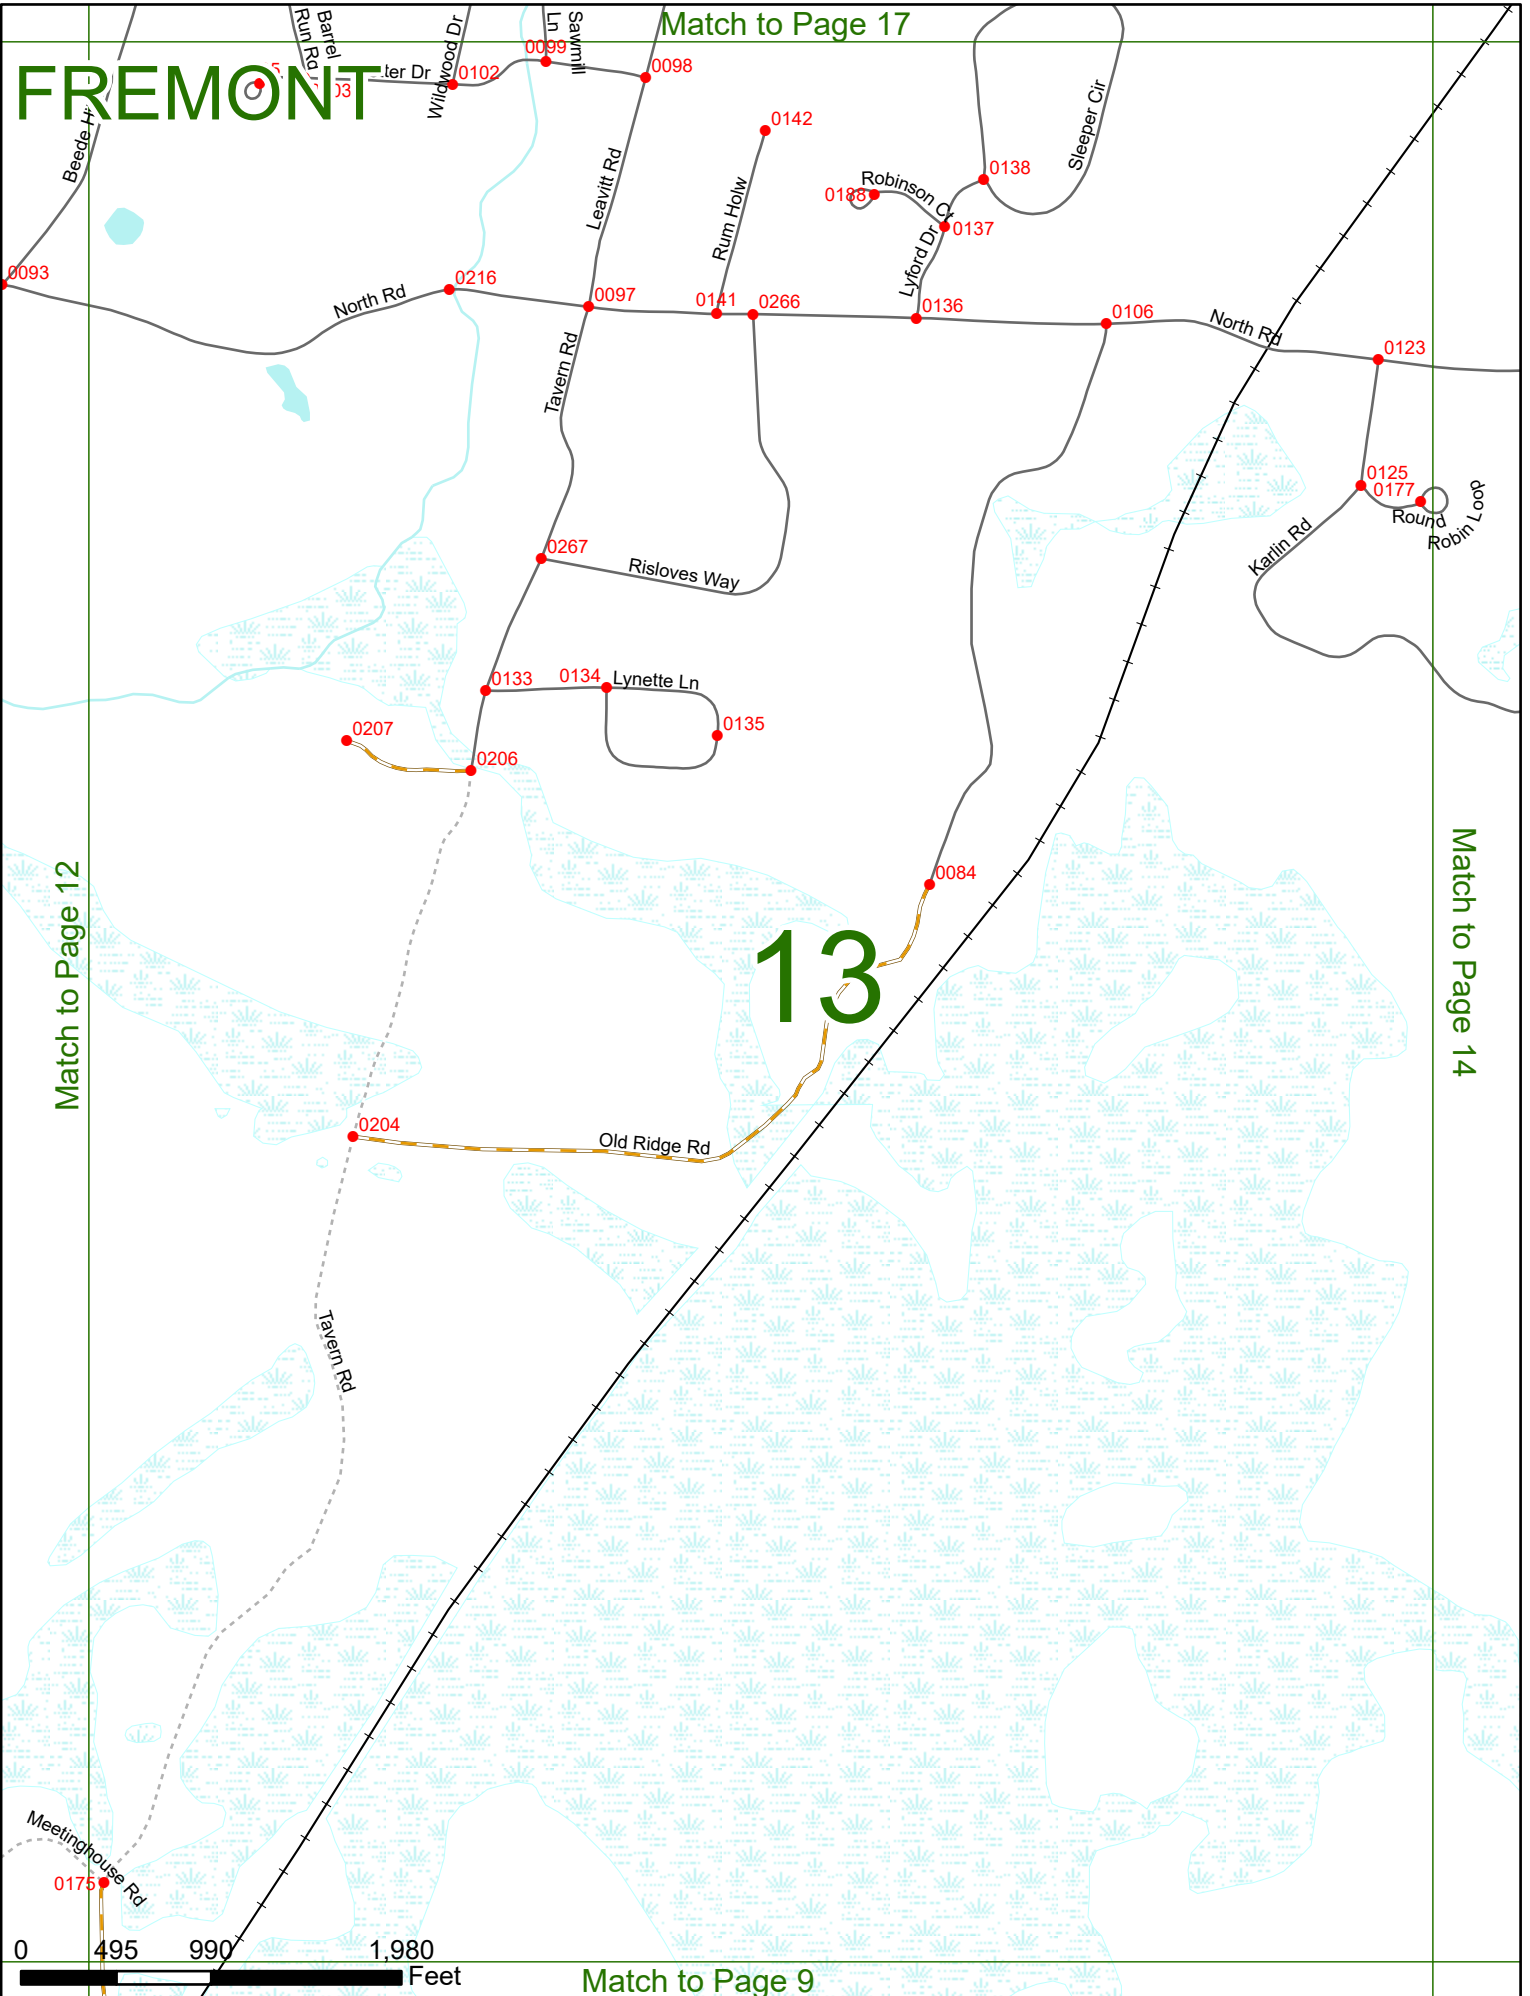 Match to Page 17
FREMONT
Barrel
Run Rd
Wildwood Dr
0102
0099
Sawmill
Ln
0098
Beede
0142
Sleeper Cir
0138
Robinson Ct
0188
0137
Leavitt Rd
Rum Holw
Lyford Dr
0093
0216
North Rd
0097
0141
0266
0136
0106
North Rd
0123
Tavern Rd
0125
0177
Round
Robin Loop
Karlin Rd
0267
Risloves Way
0133
0134
Lynette Ln
0135
0207
0206
Match to Page 12
Match to Page 14
0084
13
0204
Old Ridge Rd
Tavern Rd
Meetinghouse Rd
0175
0 495 990 1,980
Feet
Match to Page 9